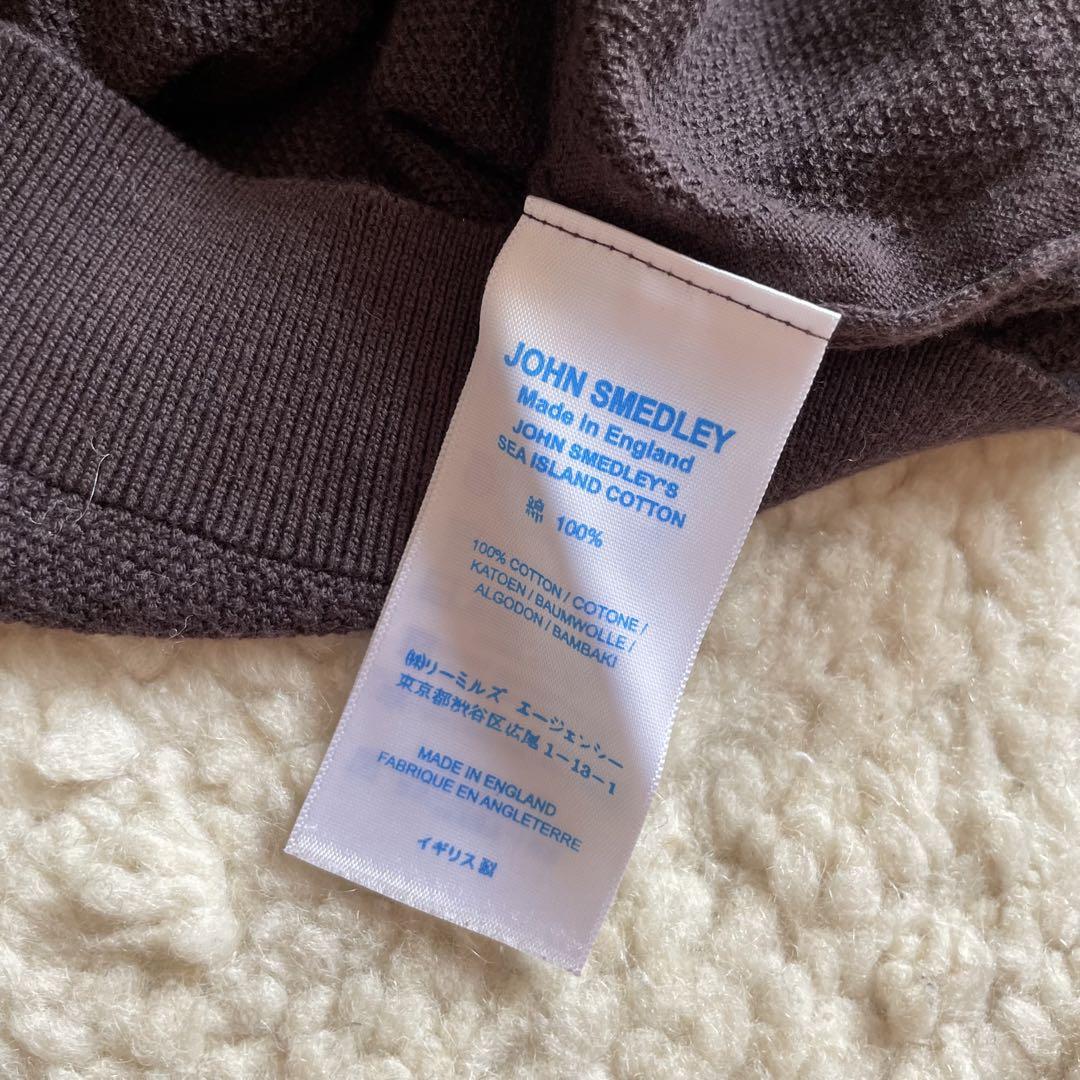 JOHN SMEDLEY
Made in England
JOHN SMEDLEY'S
SEA ISLAND COTTON
綿 100%
100% COTTON / COTONE /
KATOEN / BAUMWOLLE /
ALGODON / BAMBAKI
㈱リーミルズ エージェンシー
東京都渋谷区広尾1-13-1
MADE IN ENGLAND
FABRIQUE EN ANGLETERRE
イギリス製